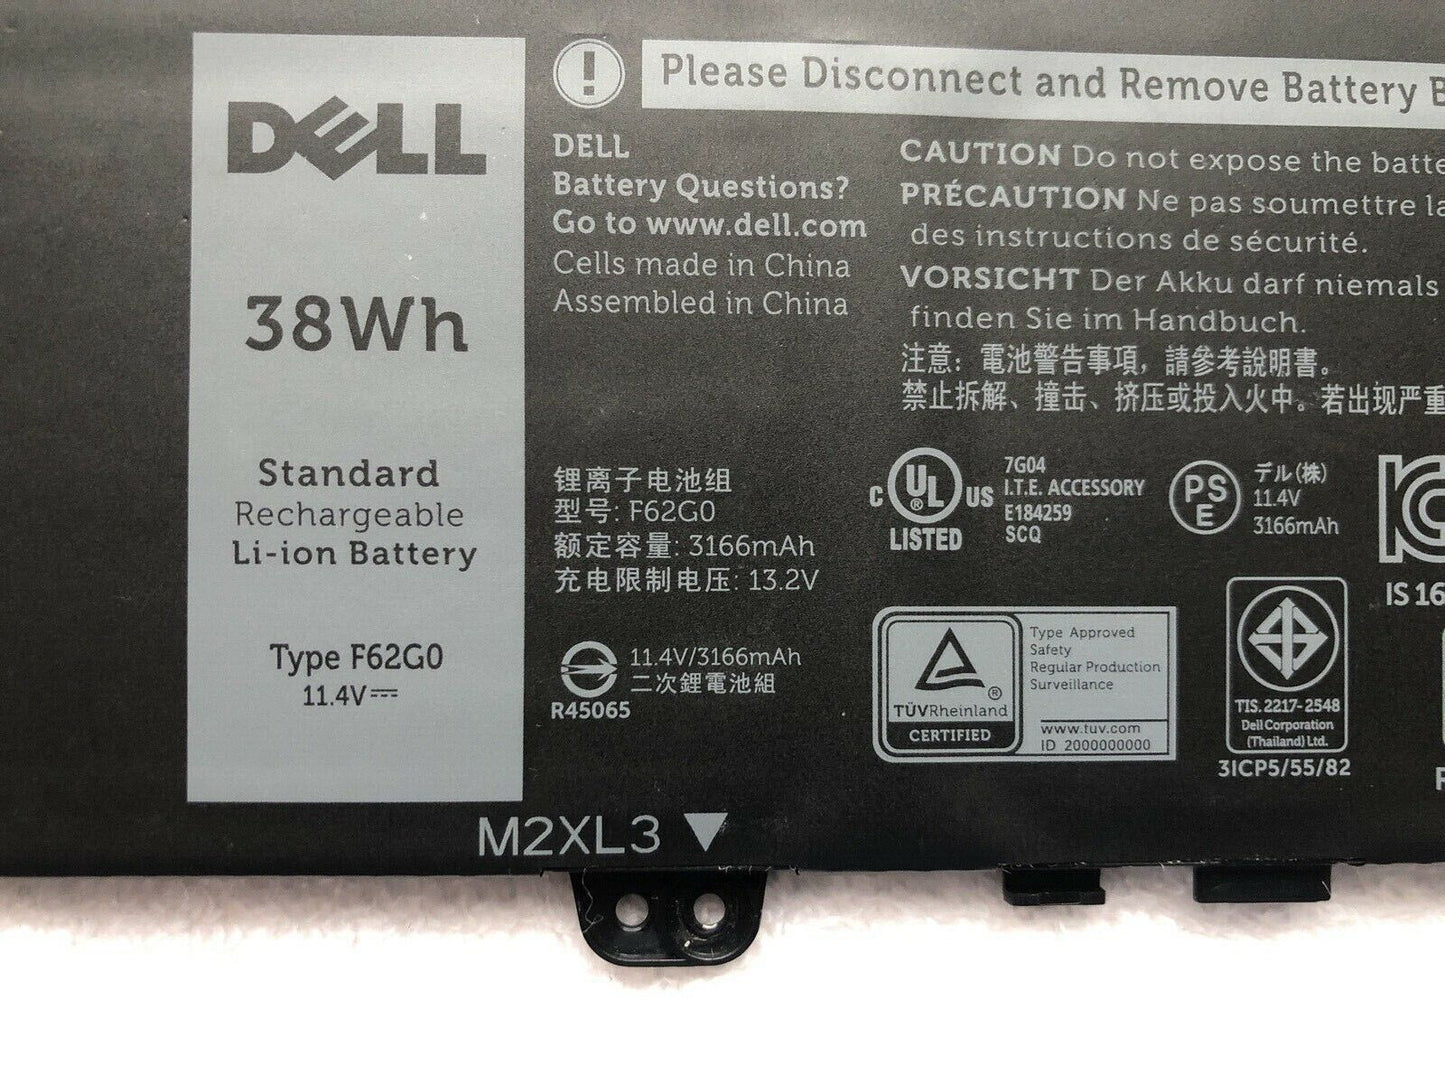 DELL
38Wh
Standard
Rechargeable
Li-ion Battery
Type F62G0
11.4V⎓
! Please Disconnect and Remove Battery B
DELL
Battery Questions?
Go to www.dell.com
Cells made in China
Assembled in China
CAUTION Do not expose the batte
PRÉCAUTION Ne pas soumettre la
des instructions de sécurité.
VORSICHT Der Akku darf niemals
finden Sie im Handbuch.
注意：電池警告事項，請參考說明書。
禁止拆解、撞击、挤压或投入火中。若出现严重
锂离子电池组
型号: F62G0
额定容量: 3166mAh
充电限制电压: 13.2V
11.4V/3166mAh
二次鋰電池組
R45065
C UL ® US
LISTED
7G04
I.T.E. ACCESSORY
E184259
SCQ
PS
E
デル(株)
11.4V
3166mAh
IS 16
TÜVRheinland ®
CERTIFIED
Type Approved
Safety
Regular Production
Surveillance
www.tuv.com
ID 2000000000
TIS. 2217-2548
Dell Corporation
(Thailand) Ltd.
3ICP5/55/82
M2XL3 ▼